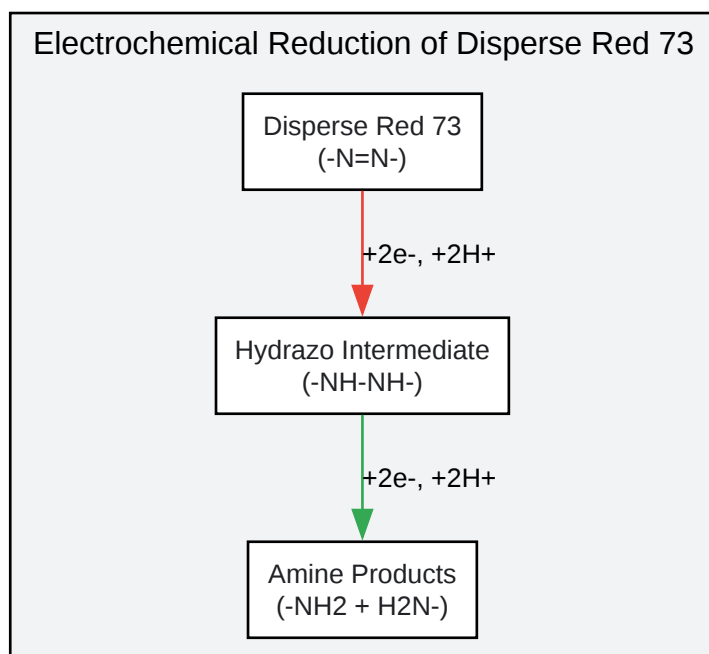 Electrochemical Reduction of Disperse Red 73
Disperse Red 73
(-N=N-)
+2e-, +2H+
Hydrazo Intermediate
(-NH-NH-)
+2e-, +2H+
Amine Products
(-NH2 + H2N-)